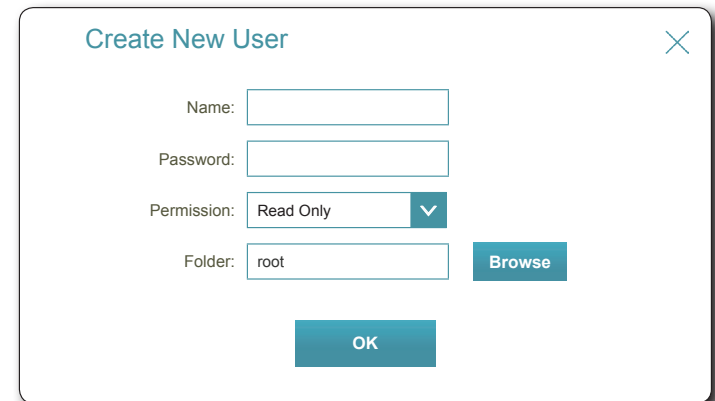 Create New User
Name:
Password:
Permission: Read Only
Folder: root Browse
OK